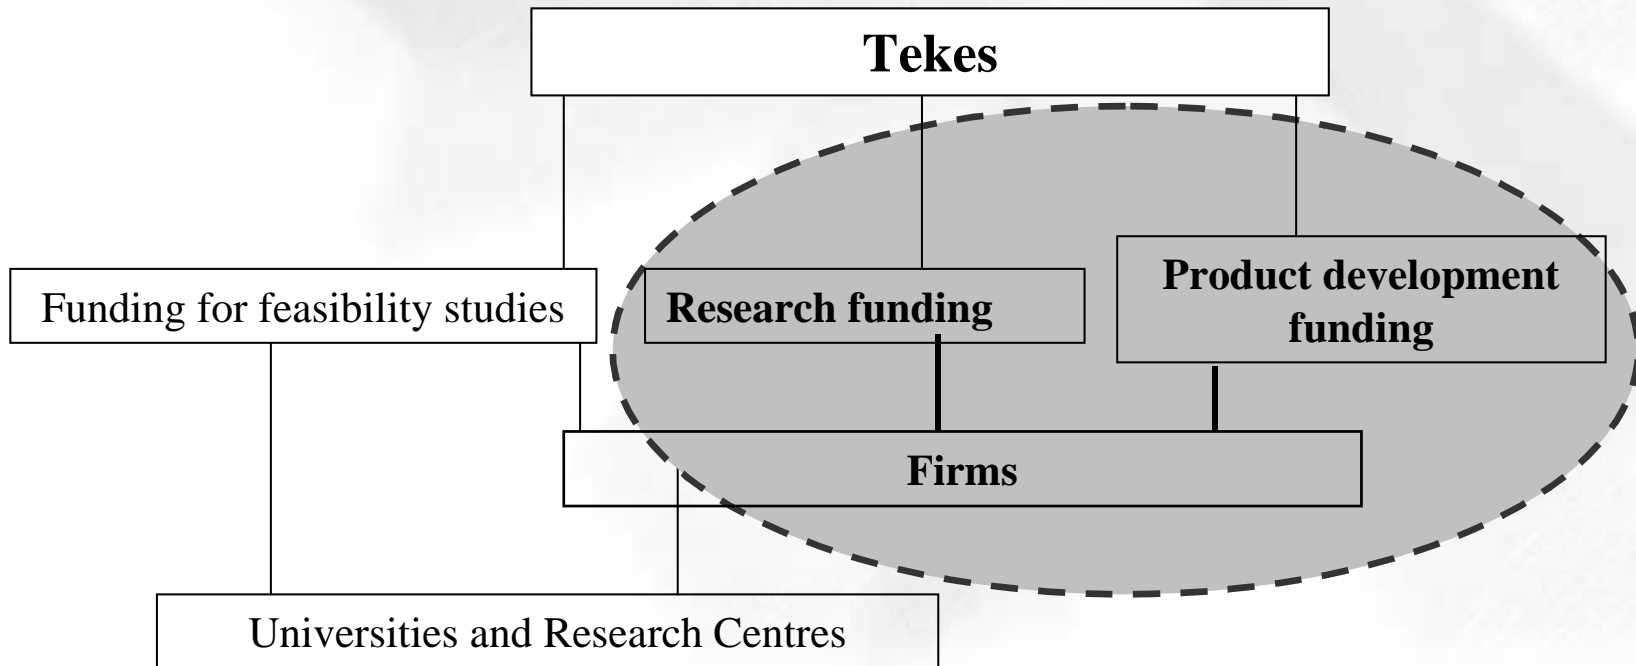 Tekes
Funding for feasibility studies
Research funding
Product development
funding
Firms
Universities and Research Centres